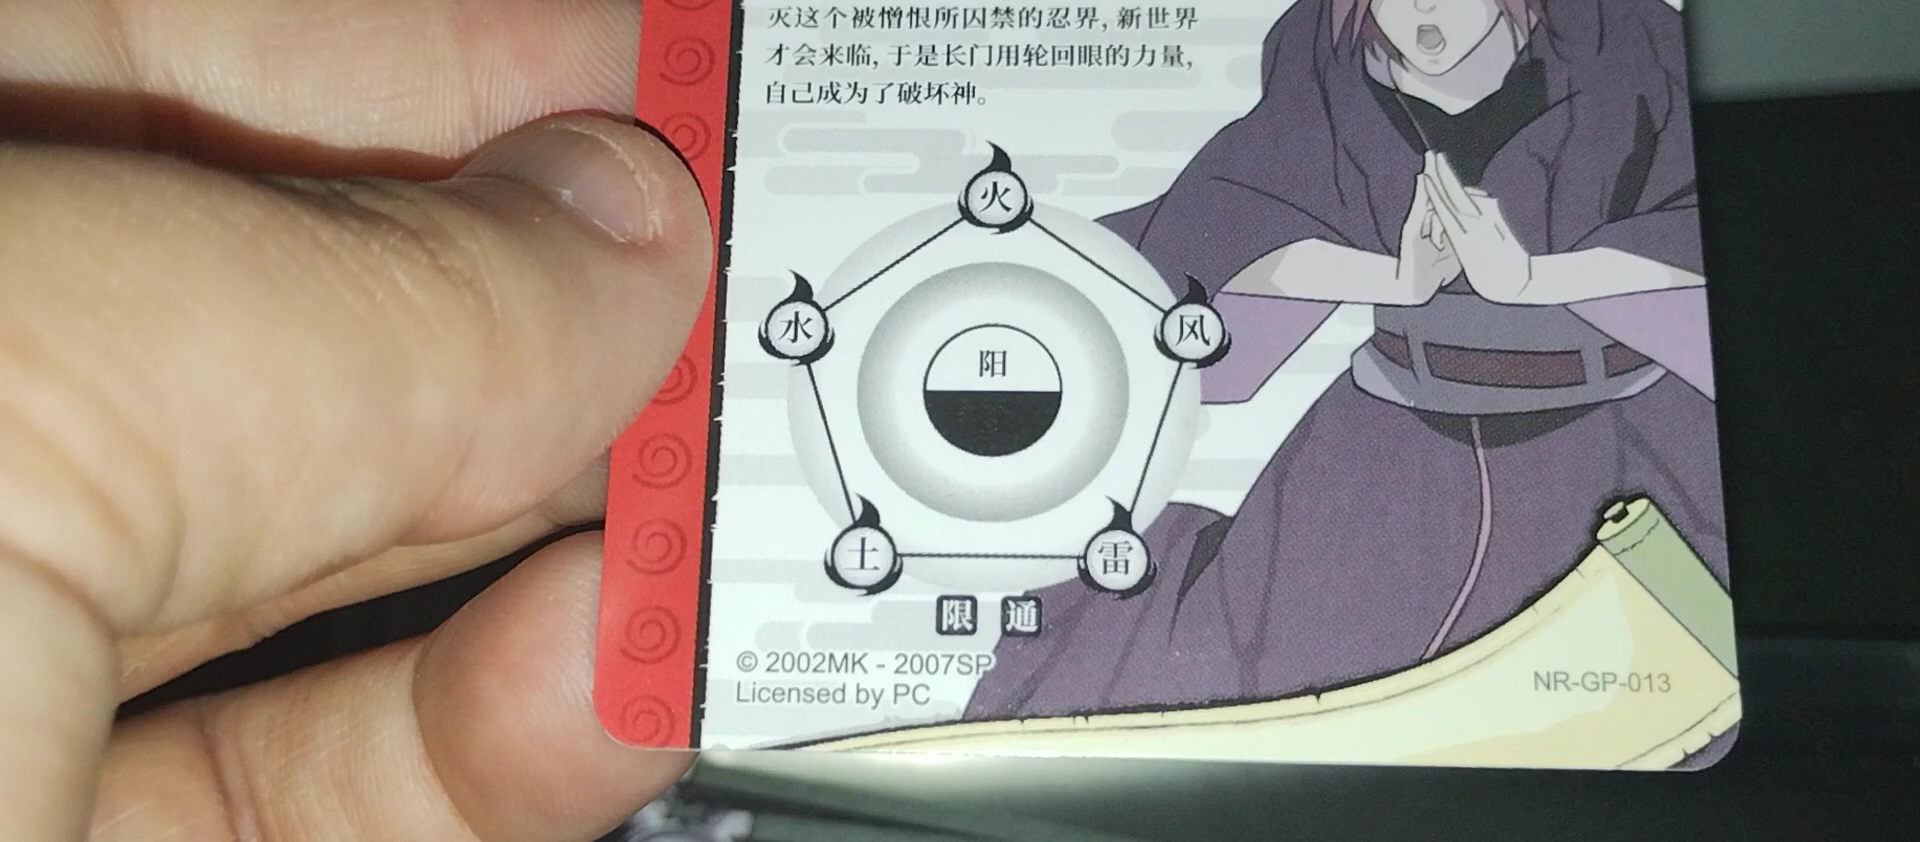 灭这个被憎恨所囚禁的忍界,新世界
才会来临,于是长门用轮回眼的力量,
自己成为了破坏神。
火
水
风
阳
土
雷
限 通
© 2002MK - 2007SP
Licensed by PC
NR-GP-013